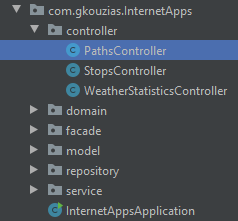 com.gkouzias.InternetApps
controller
PathsController
StopsController
WeatherStatisticsController
domain
facade
model
repository
service
InternetAppsApplication